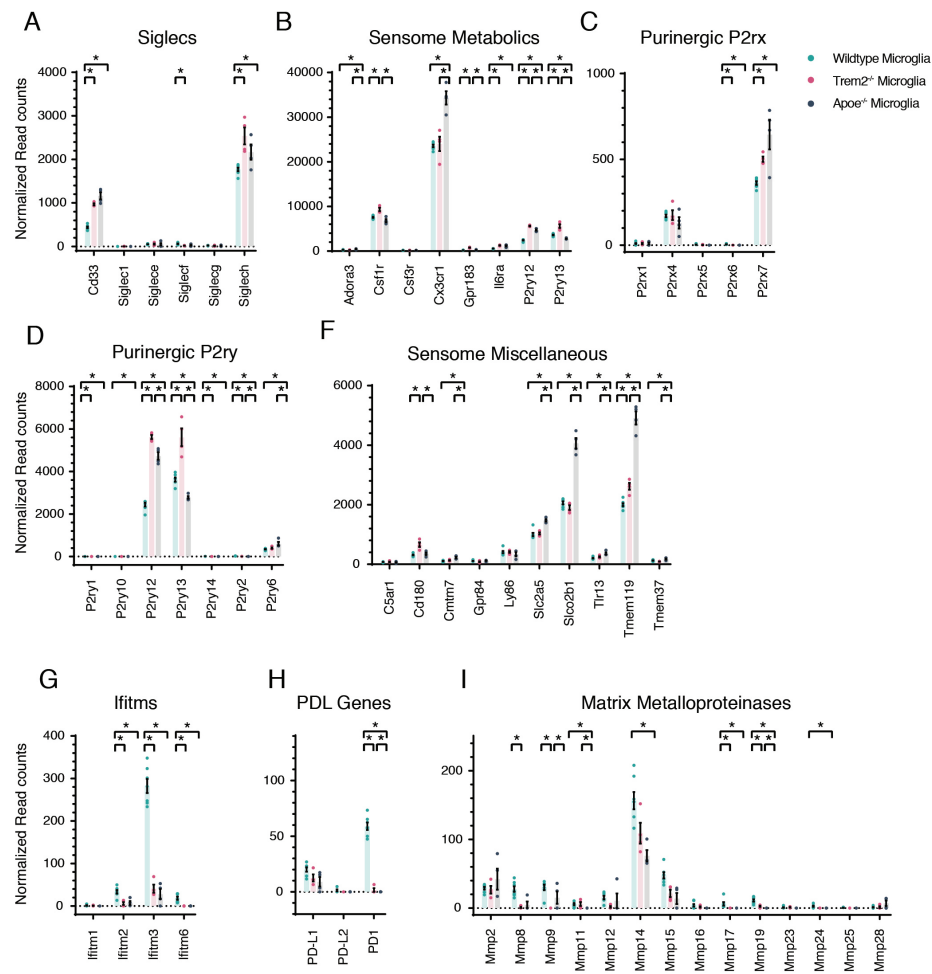 A
Siglecs
Normalized Read counts
4000
3000
2000
1000
0
* * * * *
Cd33
Siglec1
Siglece
Siglecf
Siglecg
Siglech
B
Sensome Metabolics
40000
30000
20000
10000
0
Adora3
Csf1r
Csf3r
Cx3cr1
Gpr183
Il6ra
P2ry12
P2ry13
C
Purinergic P2rx
1000
500
0
P2rx1
P2rx4
P2rx5
P2rx6
P2rx7
Wildtype Microglia
Trem2-/- Microglia
Apoe-/- Microglia
D
Purinergic P2ry
Normalized Read counts
8000
6000
4000
2000
0
P2ry1
P2ry10
P2ry12
P2ry13
P2ry14
P2ry2
P2ry6
F
Sensome Miscellaneous
6000
4000
2000
0
C5ar1
Cd180
Cmtm7
Gpr84
Ly86
Slc2a5
Slco2b1
Tlr13
Tmem119
Tmem37
G
Ifitms
Normalized Read counts
400
300
200
100
0
Ifitm1
Ifitm2
Ifitm3
Ifitm6
H
PDL Genes
100
50
0
PD-L1
PD-L2
PD1
I
Matrix Metalloproteinases
200
100
0
Mmp2
Mmp8
Mmp9
Mmp11
Mmp12
Mmp14
Mmp15
Mmp16
Mmp17
Mmp19
Mmp23
Mmp24
Mmp25
Mmp28